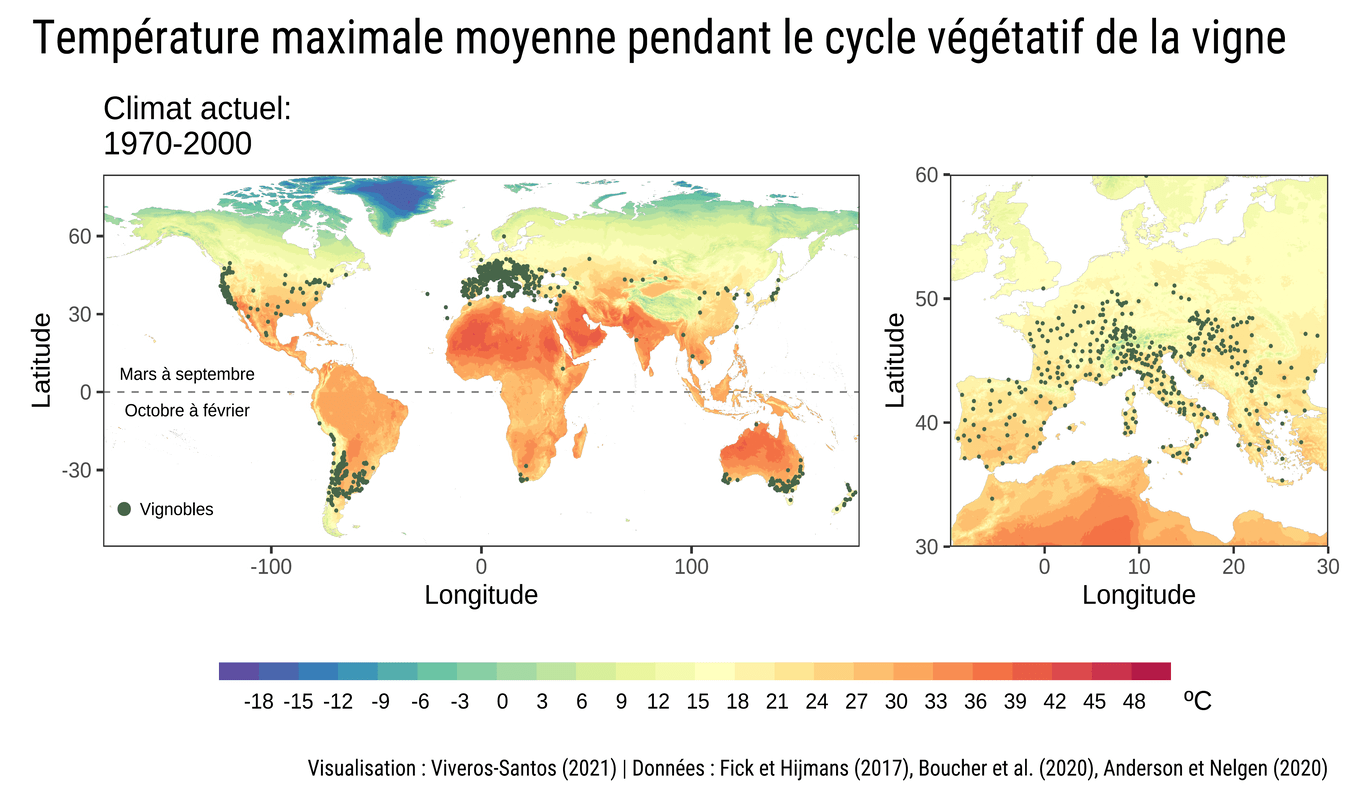 Température maximale moyenne pendant le cycle végétatif de la vigne
Climat actuel:
1970-2000
Latitude
60
30
0
-30
Mars à septembre
Octobre à février
Vignobles
-100
0
100
Longitude
Latitude
60
50
40
30
0
10
20
30
Longitude
-18 -15 -12 -9 -6 -3 0 3 6 9 12 15 18 21 24 27 30 33 36 39 42 45 48 ºC
Visualisation : Viveros-Santos (2021) | Données : Fick et Hijmans (2017), Boucher et al. (2020), Anderson et Nelgen (2020)